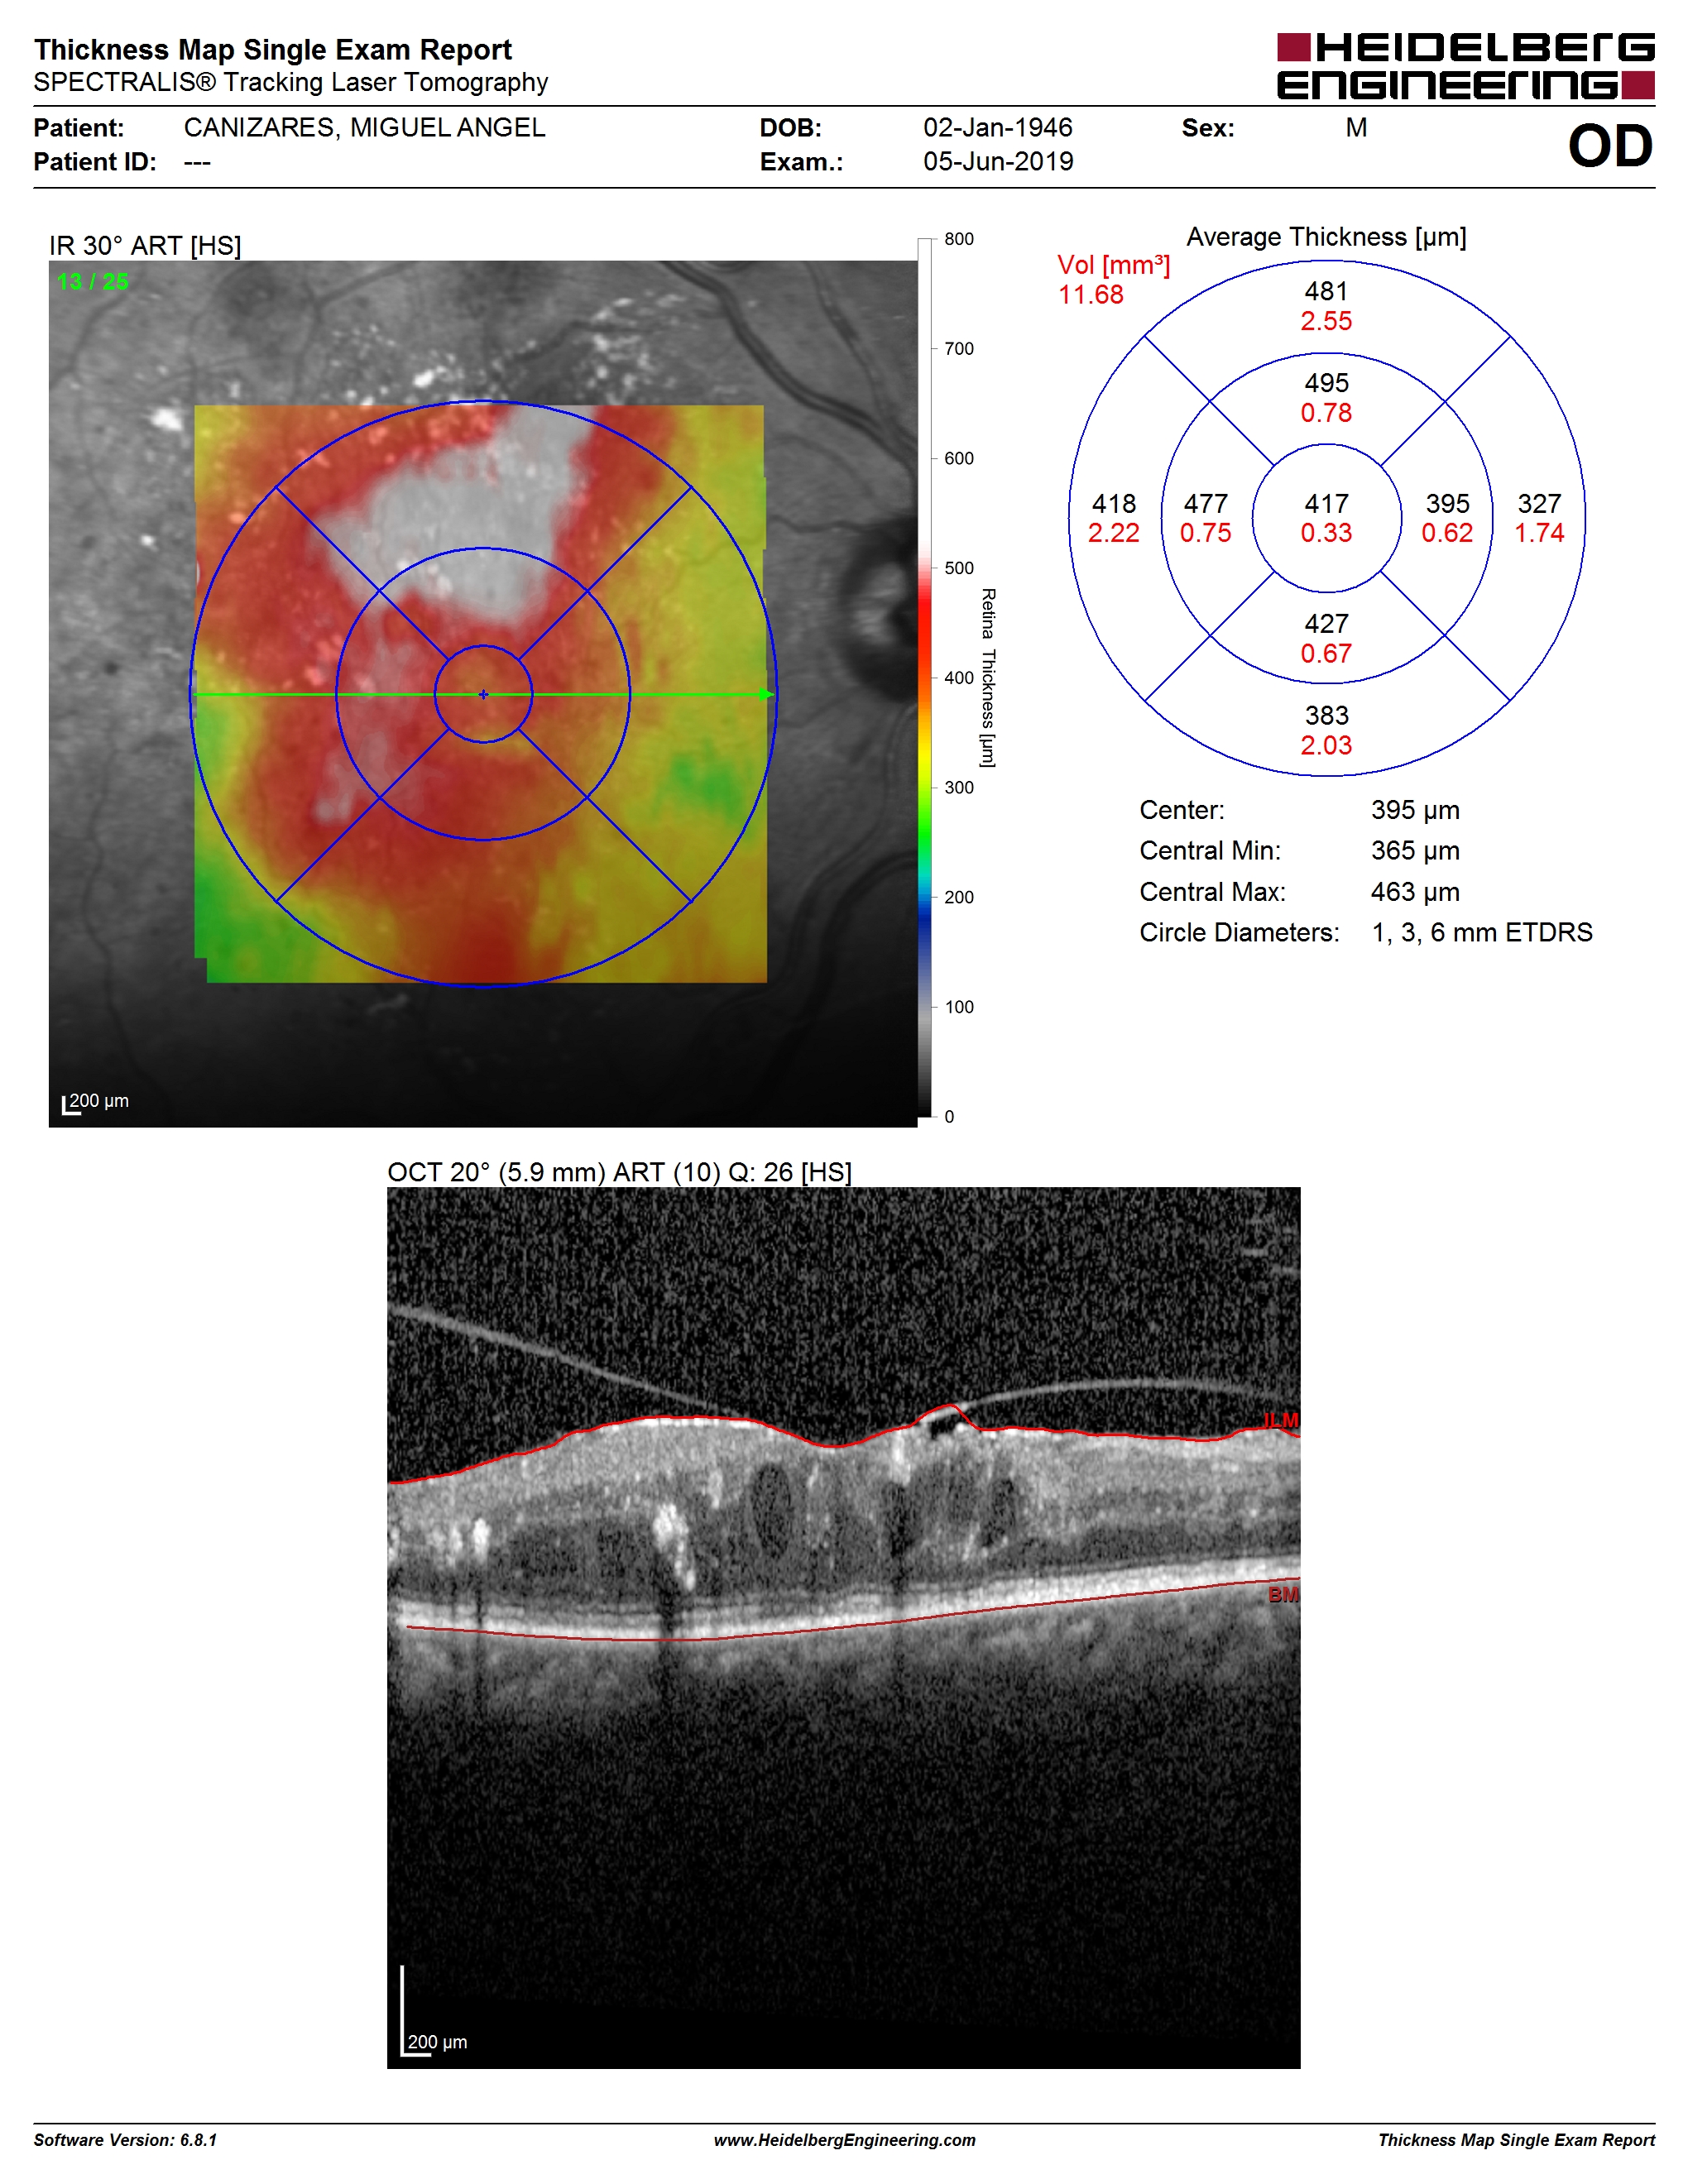 Thickness Map Single Exam Report
SPECTRALIS® Tracking Laser Tomography
HEIDELBERG
ENGINEERING
Patient: CANIZARES, MIGUEL ANGEL DOB: 02-Jan-1946 Sex: M
Patient ID: --- Exam.: 05-Jun-2019
OD
IR 30° ART [HS]
13 / 25
200 µm
800
700
600
500
400
300
200
100
0
Retina Thickness [µm]
Average Thickness [µm]
Vol [mm³]
11.68
481
2.55
495
0.78
418 477 417 395 327
2.22 0.75 0.33 0.62 1.74
427
0.67
383
2.03
Center: 395 µm
Central Min: 365 µm
Central Max: 463 µm
Circle Diameters: 1, 3, 6 mm ETDRS
OCT 20° (5.9 mm) ART (10) Q: 26 [HS]
ILM
BM
200 µm
Software Version: 6.8.1 www.HeidelbergEngineering.com Thickness Map Single Exam Report